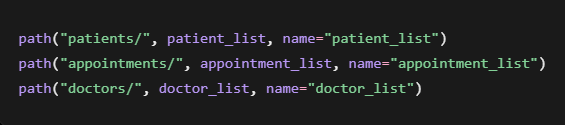 path("patients/", patient_list, name="patient_list")
path("appointments/", appointment_list, name="appointment_list")
path("doctors/", doctor_list, name="doctor_list")